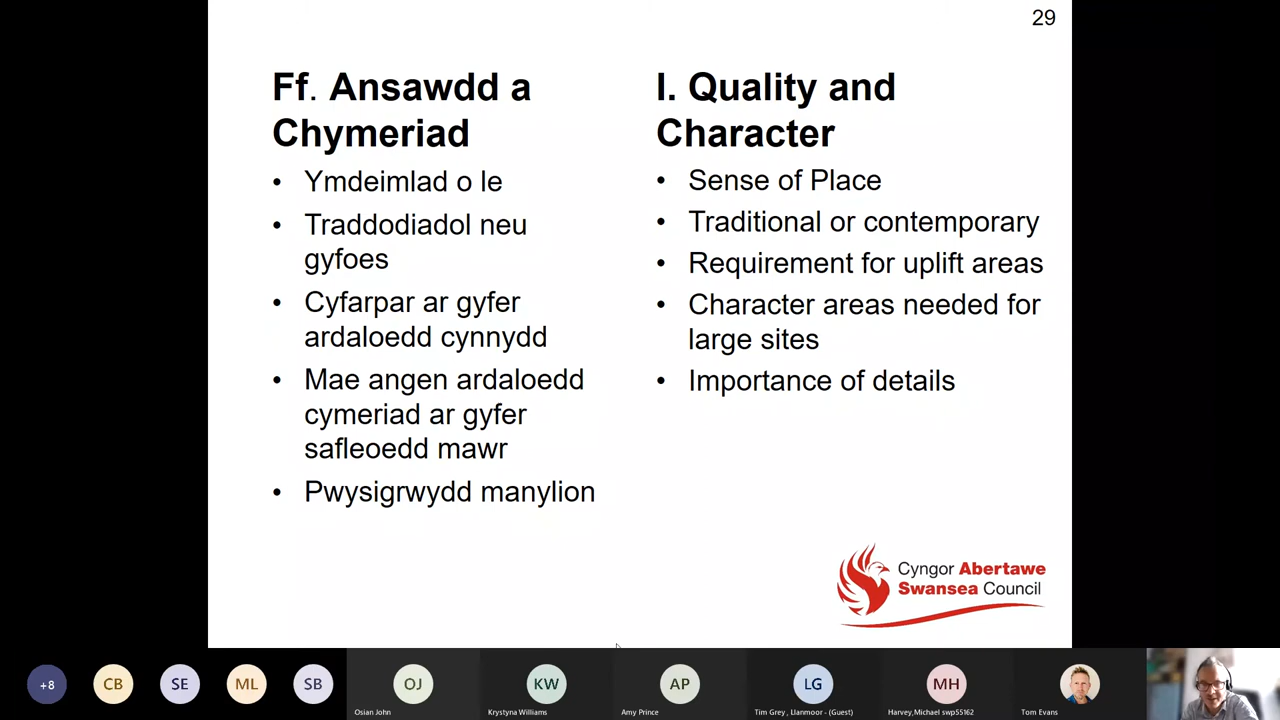 29
Ff. Ansawdd a
Chymeriad
• Ymdeimlad o le
• Traddodiadol neu
gyfoes
• Cyfarpar ar gyfer
ardaloedd cynnydd
• Mae angen ardaloedd
cymeriad ar gyfer
safleoedd mawr
• Pwysigrwydd manylion
I. Quality and
Character
• Sense of Place
• Traditional or contemporary
• Requirement for uplift areas
• Character areas needed for
large sites
• Importance of details
Cyngor Abertawe
Swansea Council
+8
CB
SE
ML
SB
OJ
Osian John
KW
Krystyna Williams
AP
Amy Prince
LG
Tim Grey , Llanmoor - (Guest)
MH
Harvey,Michael swp55162
Tom Evans